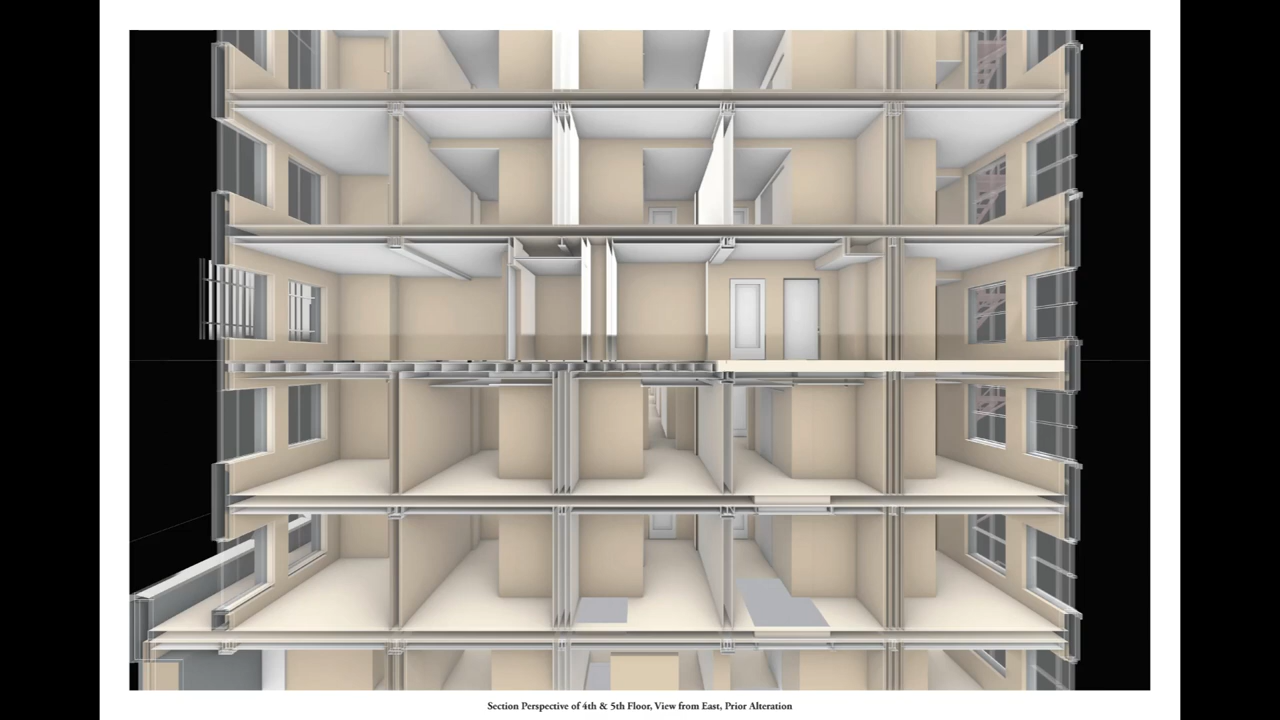 Section Perspective of 4th & 5th Floor, View from East, Prior Alteration